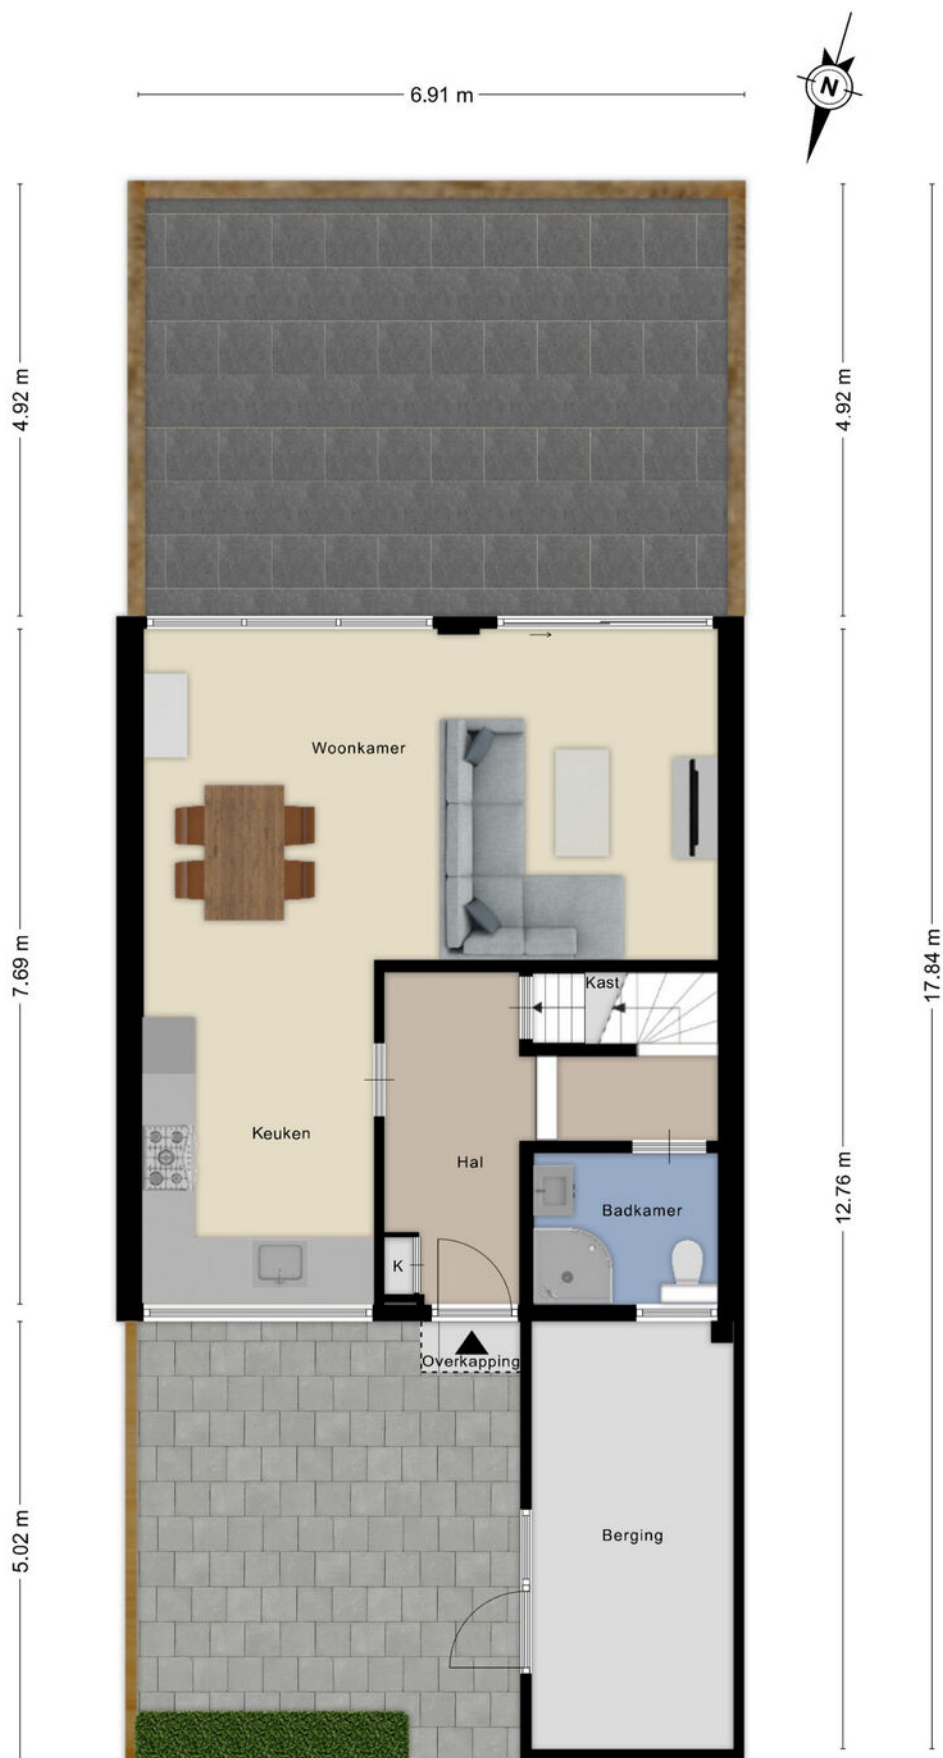 N
6.91 m
4.92 m
4.92 m
Woonkamer
7.69 m
17.84 m
Kast
Keuken
Hal
12.76 m
Badkamer
K
Overkapping
5.02 m
Berging